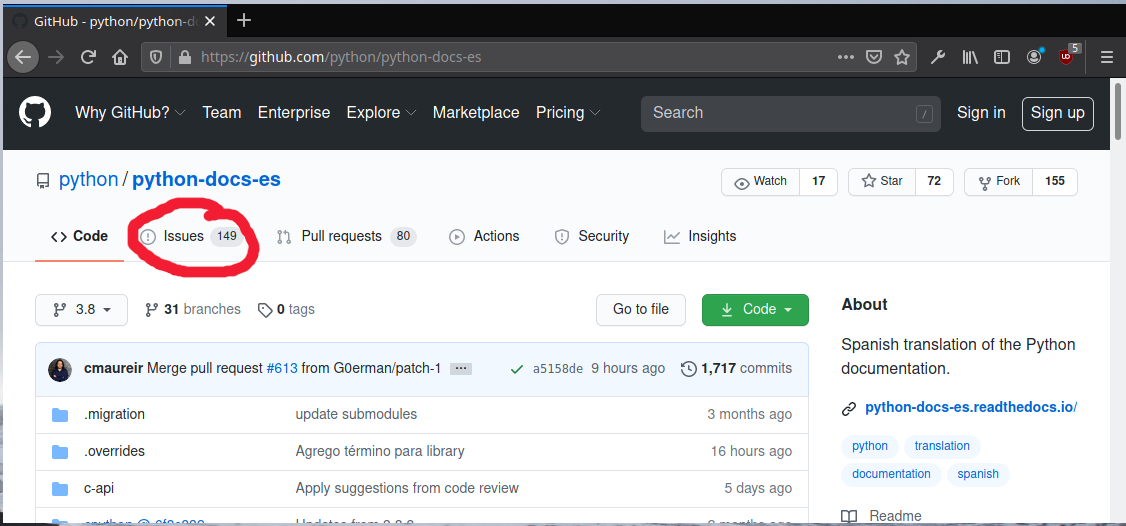 GitHub - python/python-d
https://github.com/python/python-docs-es
5
Why GitHub? Team Enterprise Explore Marketplace Pricing Search / Sign in Sign up
python / python-docs-es
Watch 17 Star 72 Fork 155
Code Issues 149 Pull requests 80 Actions Security Insights
3.8 31 branches 0 tags Go to file Code
cmaureir Merge pull request #613 from G0erman/patch-1 ... a5158de 9 hours ago 1,717 commits
.migration update submodules 3 months ago
.overrides Agrego término para library 16 hours ago
c-api Apply suggestions from code review 5 days ago
About
Spanish translation of the Python
documentation.
python-docs-es.readthedocs.io/
python translation
documentation spanish
Readme